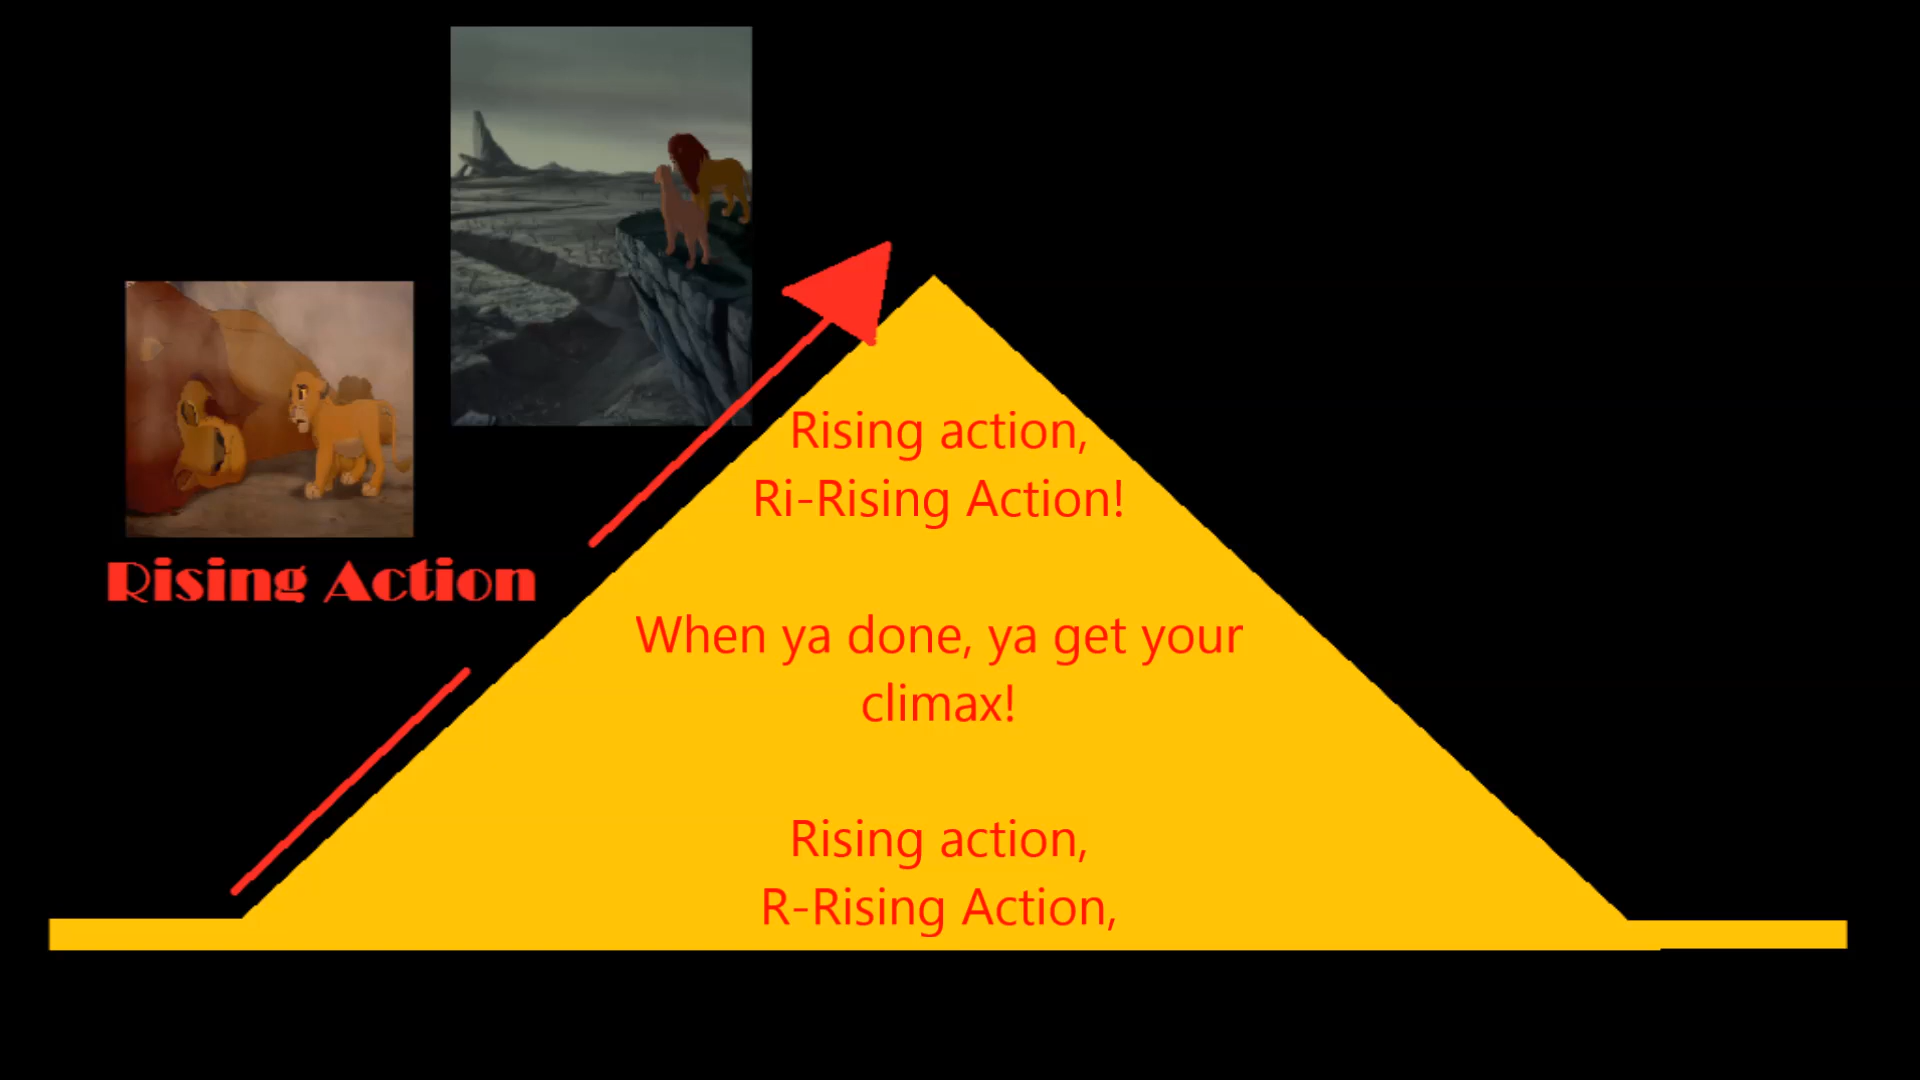 Rising Action
Rising action,
Ri-Rising Action!
When ya done, ya get your
climax!
Rising action,
R-Rising Action,